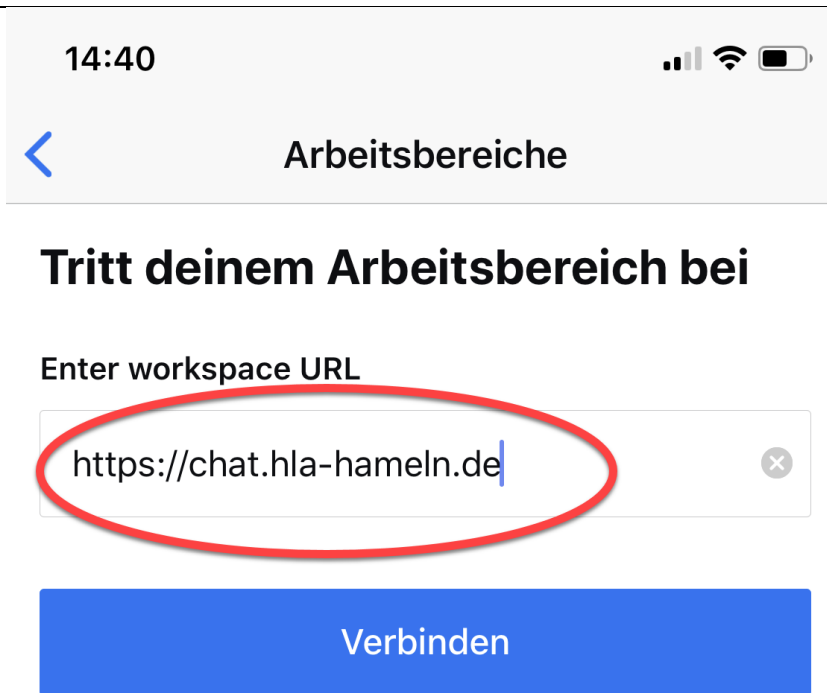 14:40
Arbeitsbereiche
Tritt deinem Arbeitsbereich bei
Enter workspace URL
https://chat.hla-hameln.de
Verbinden